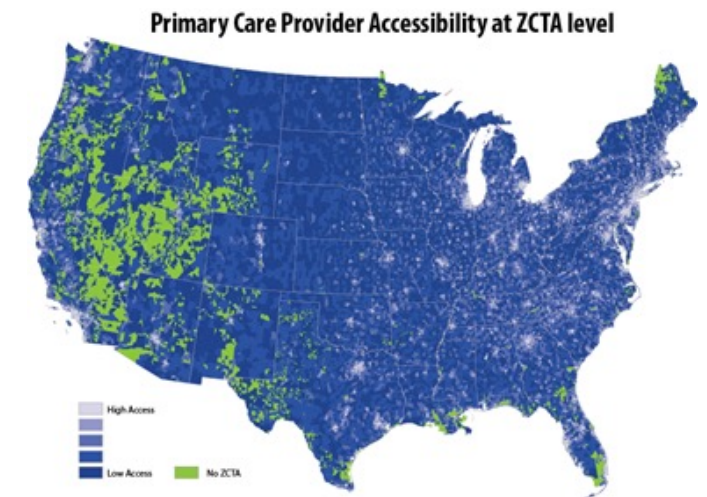 Primary Care Provider Accessibility at ZCTA level
High Access
Low Access
No ZCTA